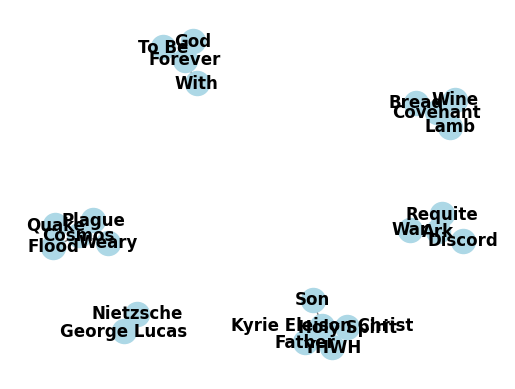 God
To Be
Forever
With
Wine
Bread
Covenant
Lamb
Requite
War
Ark
Discord
Plague
Quake
Cosmos
Weary
Flood
Nietzsche
George Lucas
Son
Kyrie Eleison
Christ
Holy Spirit
Father
YHWH